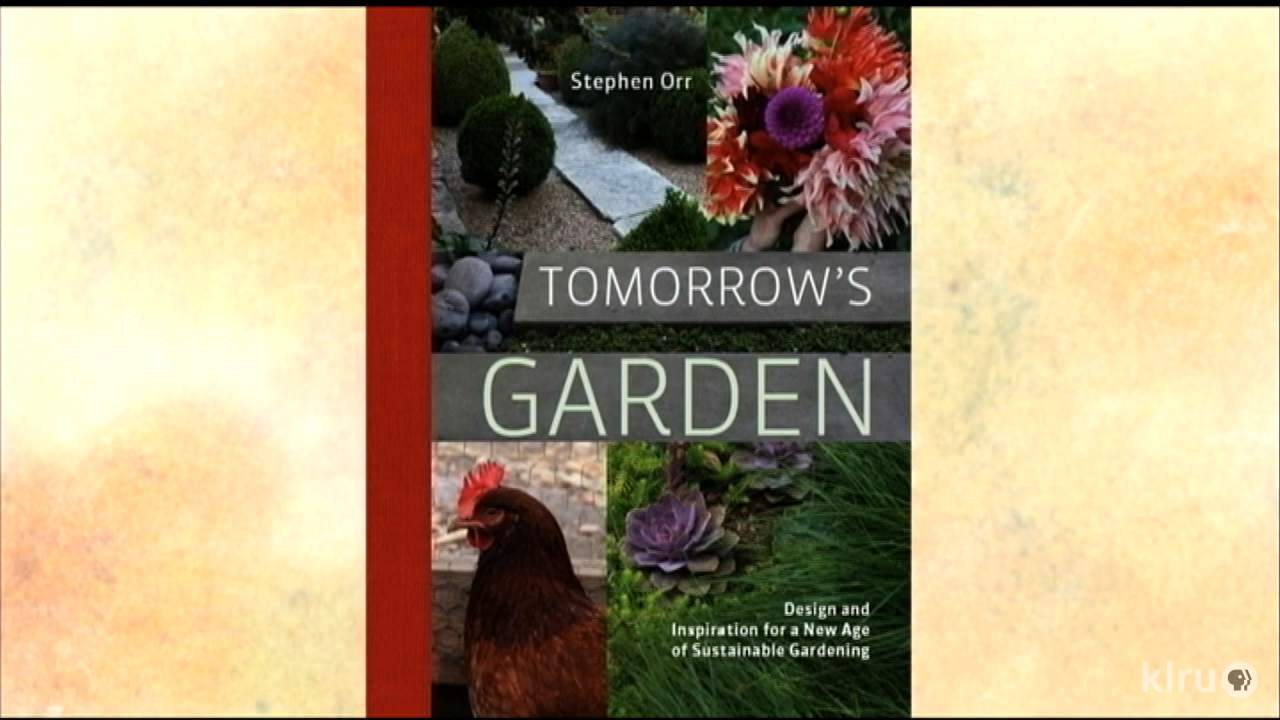 Stephen Orr
TOMORROW'S
GARDEN
Design and
Inspiration for a New Age
of Sustainable Gardening
klru